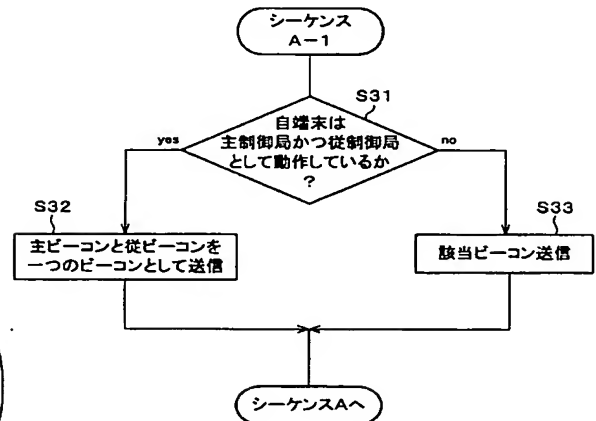 シーケンス
A－1
S31
自端末は
主制御局かつ従制御局
として動作しているか
?
yes
no
S32
主ビーコンと従ビーコンを
一つのビーコンとして送信
S33
該当ビーコン送信
シーケンスAへ